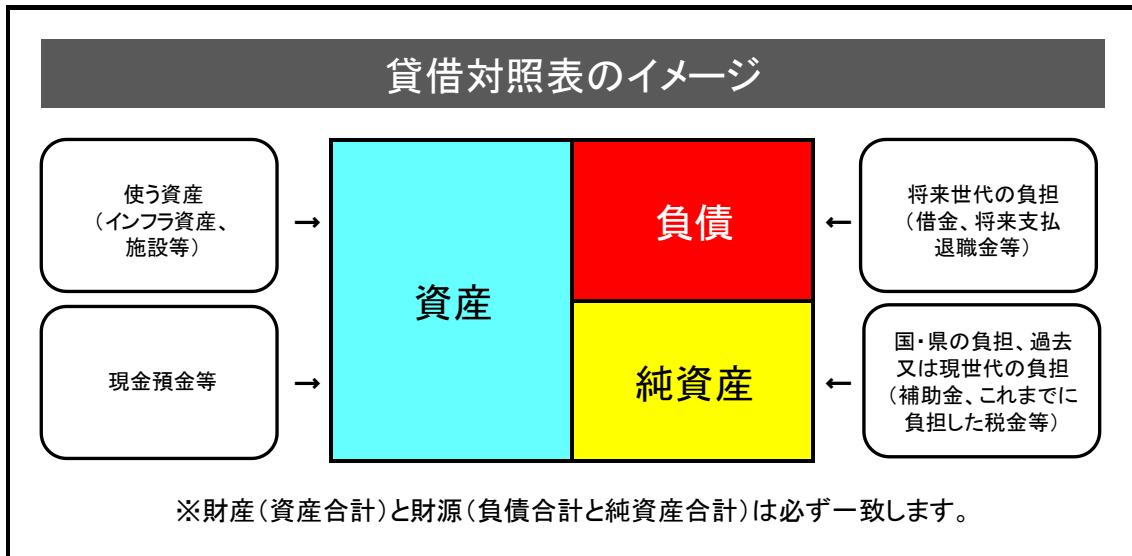 貸借対照表のイメージ
使う資産
（インフラ資産、
施設等）
→
資産
負債
←
将来世代の負担
（借金、将来支払
退職金等）
現金預金等
→
純資産
←
国・県の負担、過去
又は現世代の負担
（補助金、これまでに
負担した税金等）
※財産（資産合計）と財源（負債合計と純資産合計）は必ず一致します。